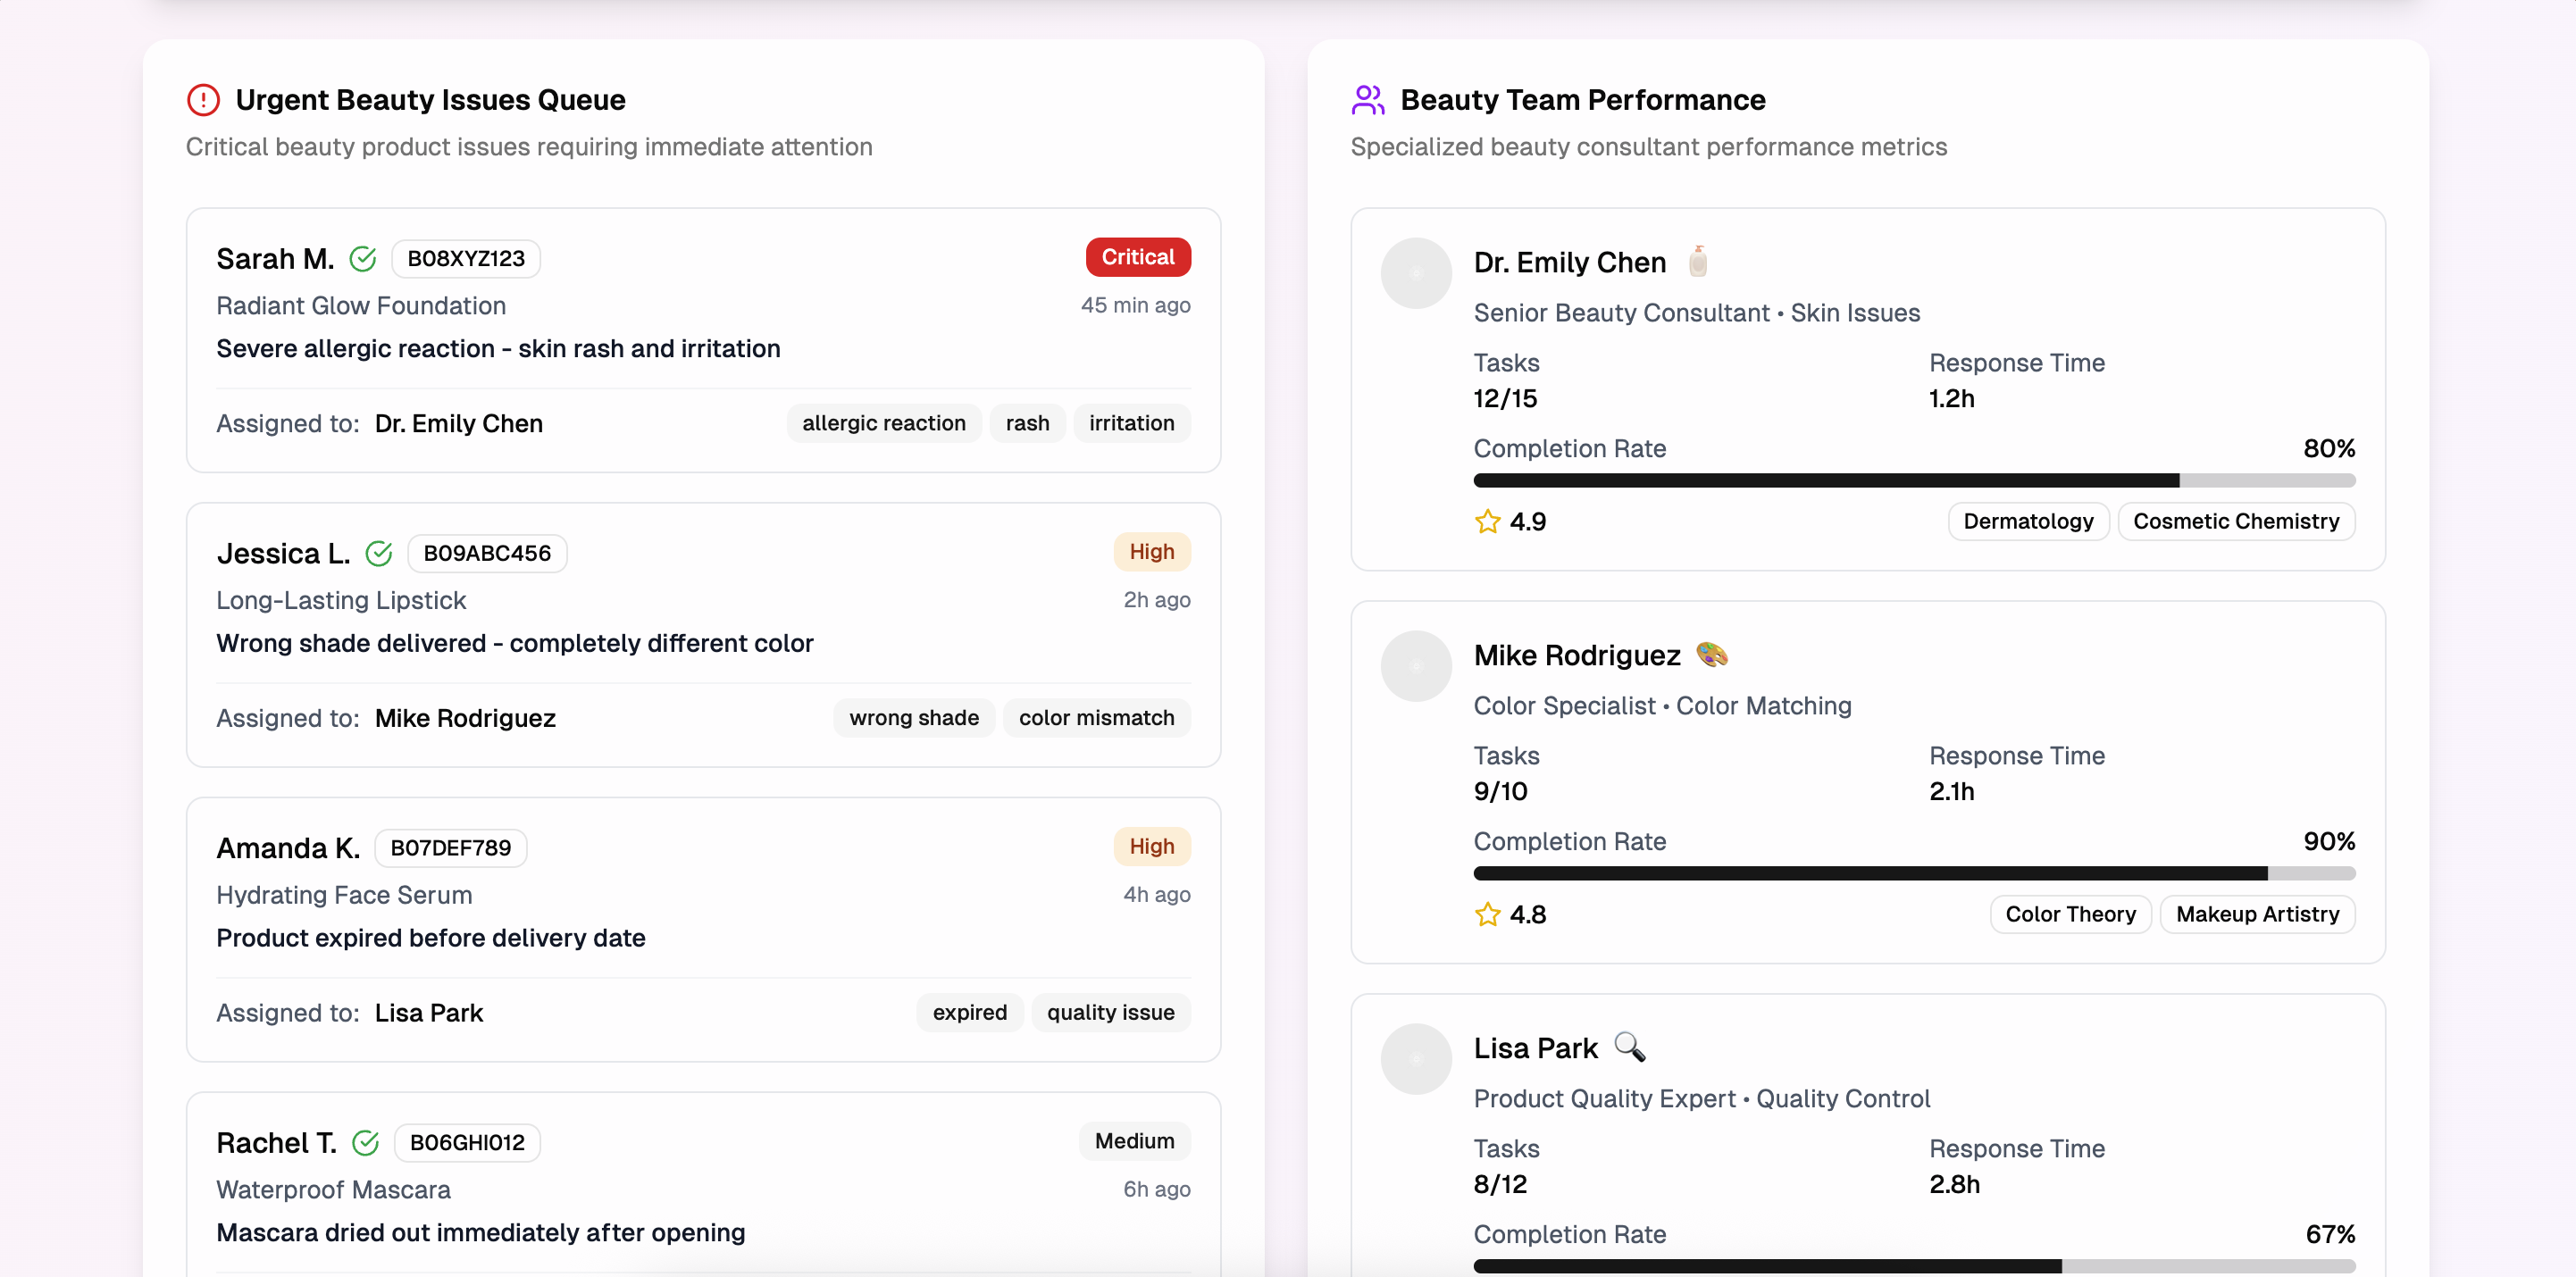 Urgent Beauty Issues Queue
Critical beauty product issues requiring immediate attention
Sarah M. B08XYZ123 Critical
Radiant Glow Foundation 45 min ago
Severe allergic reaction - skin rash and irritation
Assigned to: Dr. Emily Chen allergic reaction rash irritation
Jessica L. B09ABC456 High
Long-Lasting Lipstick 2h ago
Wrong shade delivered - completely different color
Assigned to: Mike Rodriguez wrong shade color mismatch
Amanda K. B07DEF789 High
Hydrating Face Serum 4h ago
Product expired before delivery date
Assigned to: Lisa Park expired quality issue
Rachel T. B06GHI012 Medium
Waterproof Mascara 6h ago
Mascara dried out immediately after opening
Beauty Team Performance
Specialized beauty consultant performance metrics
Dr. Emily Chen
Senior Beauty Consultant • Skin Issues
Tasks Response Time
12/15 1.2h
Completion Rate 80%
4.9 Dermatology Cosmetic Chemistry
Mike Rodriguez
Color Specialist • Color Matching
Tasks Response Time
9/10 2.1h
Completion Rate 90%
4.8 Color Theory Makeup Artistry
Lisa Park
Product Quality Expert • Quality Control
Tasks Response Time
8/12 2.8h
Completion Rate 67%